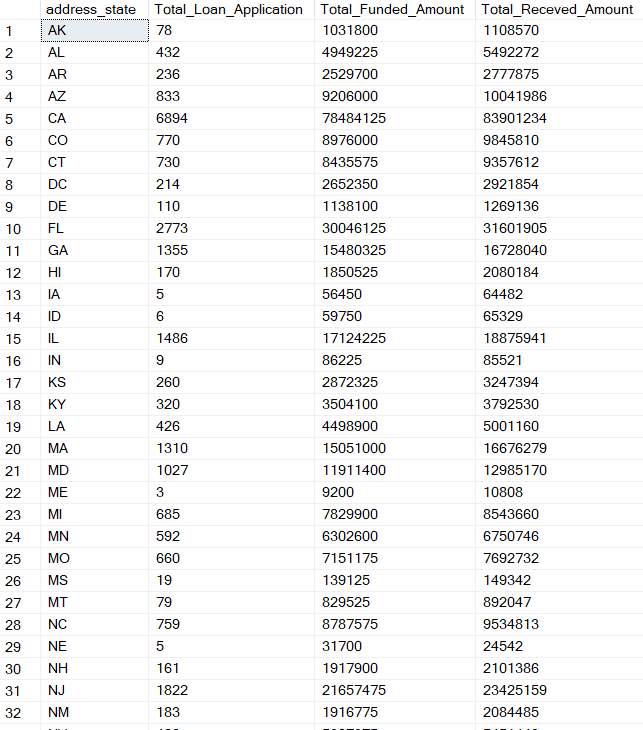 address_state Total_Loan_Application Total_Funded_Amount Total_Receved_Amount
1 AK 78 1031800 1108570
2 AL 432 4949225 5492272
3 AR 236 2529700 2777875
4 AZ 833 9206000 10041986
5 CA 6894 78484125 83901234
6 CO 770 8976000 9845810
7 CT 730 8435575 9357612
8 DC 214 2652350 2921854
9 DE 110 1138100 1269136
10 FL 2773 30046125 31601905
11 GA 1355 15480325 16728040
12 HI 170 1850525 2080184
13 IA 5 56450 64482
14 ID 6 59750 65329
15 IL 1486 17124225 18875941
16 IN 9 86225 85521
17 KS 260 2872325 3247394
18 KY 320 3504100 3792530
19 LA 426 4498900 5001160
20 MA 1310 15051000 16676279
21 MD 1027 11911400 12985170
22 ME 3 9200 10808
23 MI 685 7829900 8543660
24 MN 592 6302600 6750746
25 MO 660 7151175 7692732
26 MS 19 139125 149342
27 MT 79 829525 892047
28 NC 759 8787575 9534813
29 NE 5 31700 24542
30 NH 161 1917900 2101386
31 NJ 1822 21657475 23425159
32 NM 183 1916775 2084485